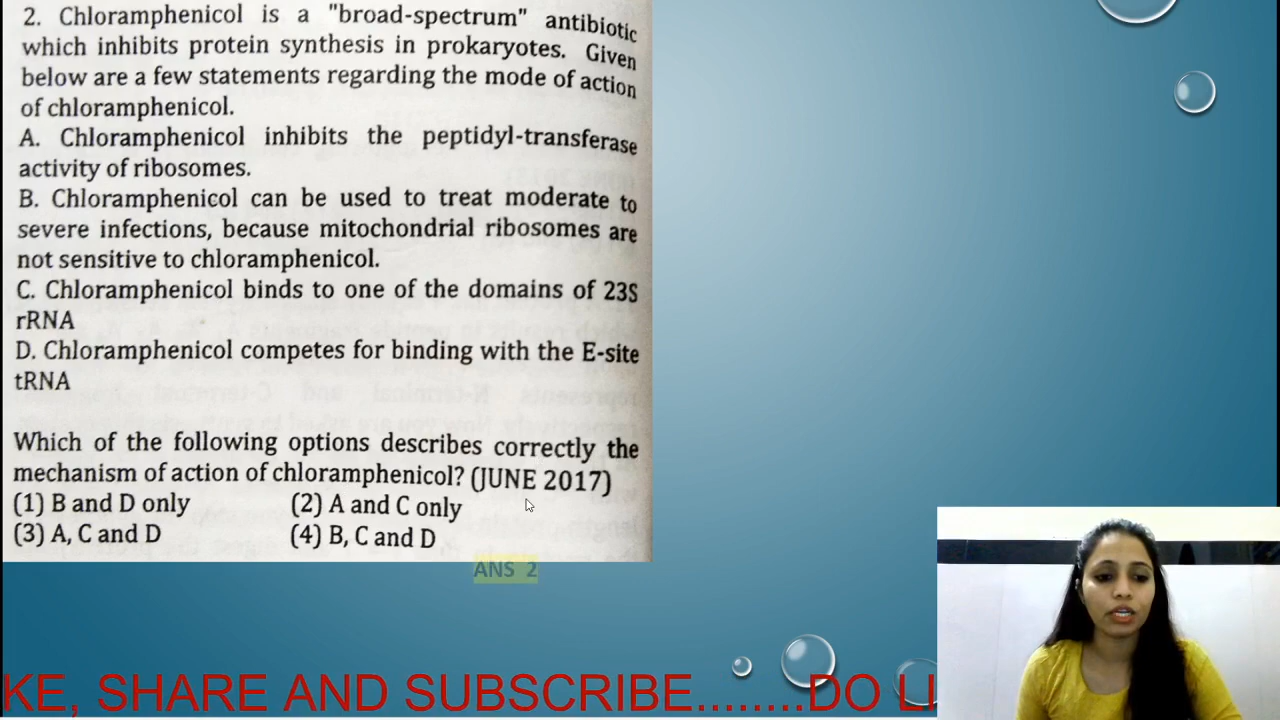 2. Chloramphenicol is a "broad-spectrum" antibiotic
which inhibits protein synthesis in prokaryotes. Given
below are a few statements regarding the mode of action
of chloramphenicol.
A. Chloramphenicol inhibits the peptidyl-transferase
activity of ribosomes.
B. Chloramphenicol can be used to treat moderate to
severe infections, because mitochondrial ribosomes are
not sensitive to chloramphenicol.
C. Chloramphenicol binds to one of the domains of 23S
rRNA
D. Chloramphenicol competes for binding with the E-site
tRNA
Which of the following options describes correctly the
mechanism of action of chloramphenicol? (JUNE 2017)
(1) B and D only (2) A and C only
(3) A, C and D (4) B, C and D
ANS 2
KE, SHARE AND SUBSCRIBE........DO LI